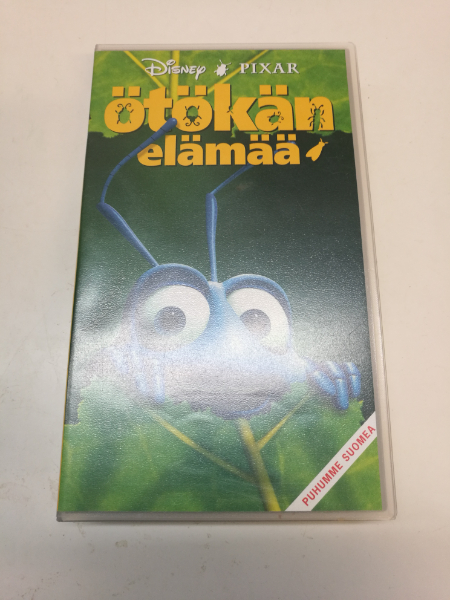 Disney PIXAR
ötökän
elämää
PUHUMME SUOMEA